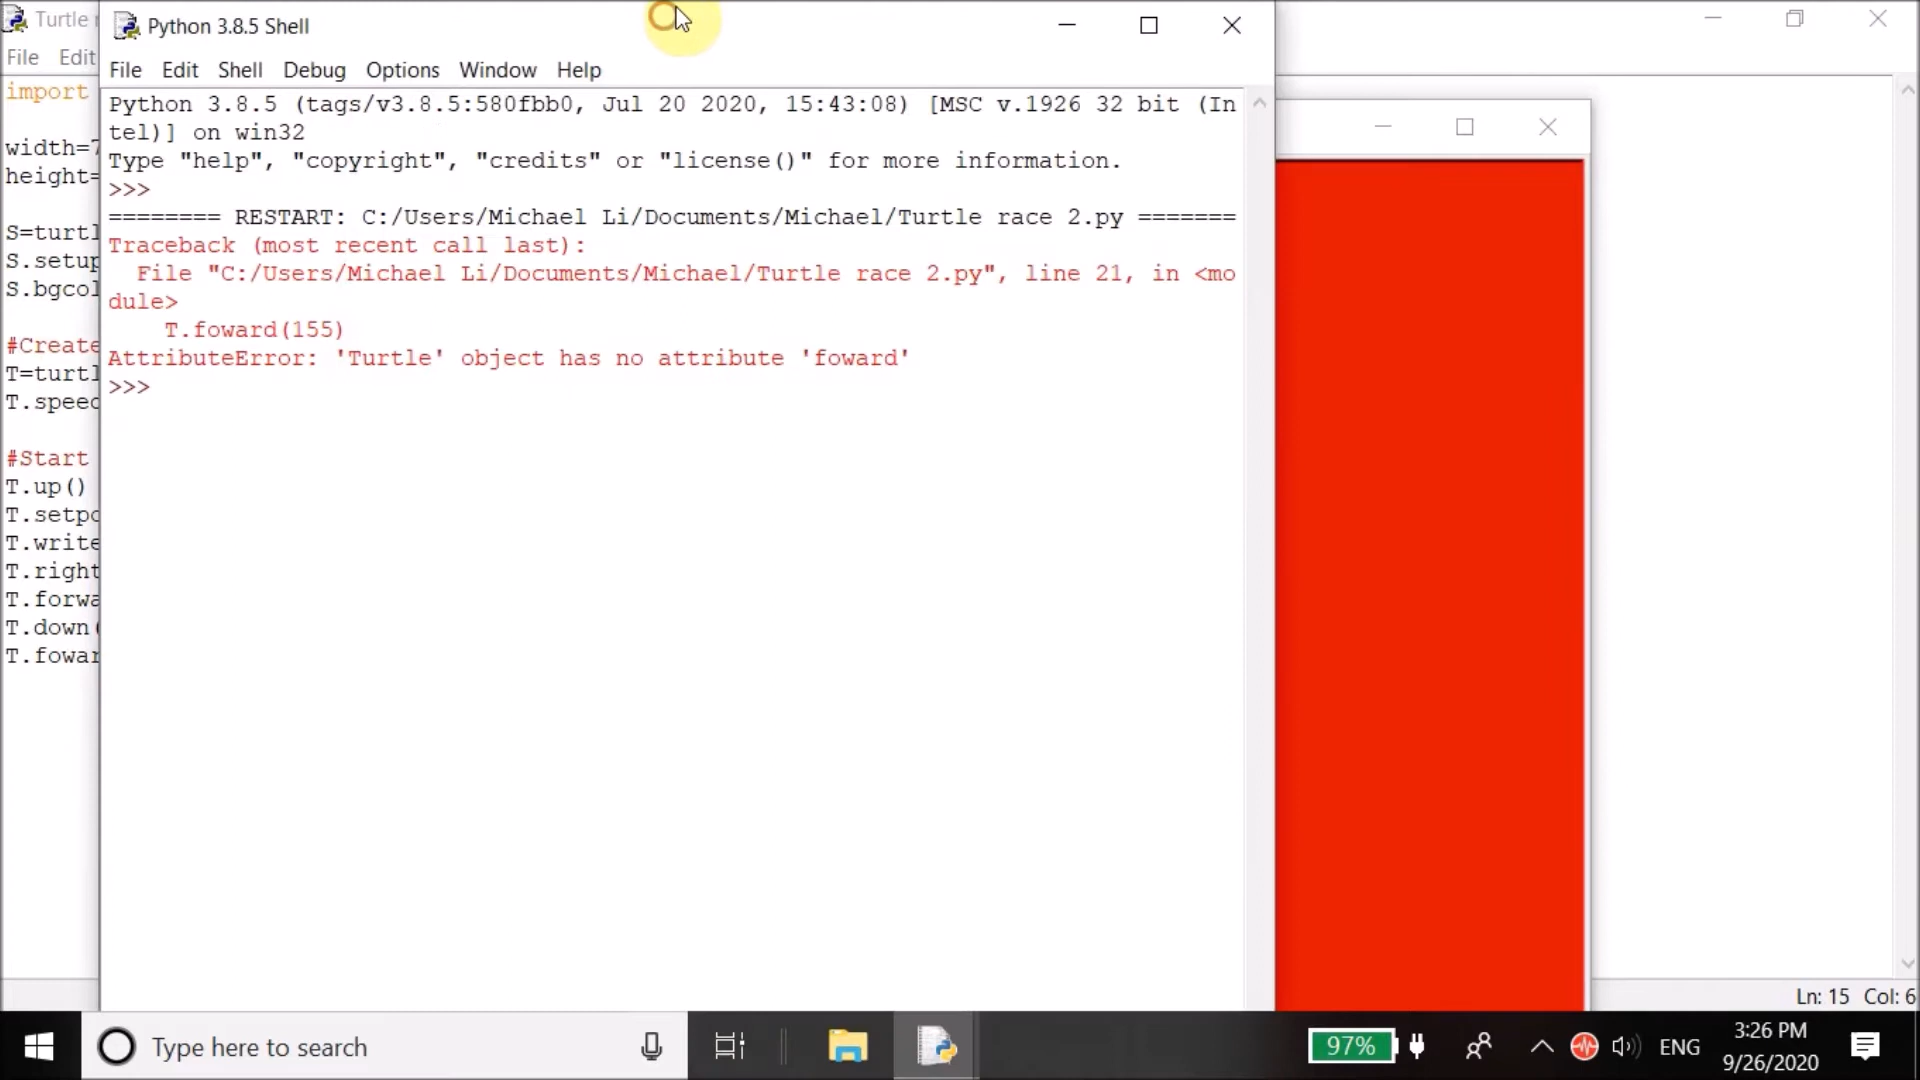 Turtle
Python 3.8.5 Shell
File Edit
File Edit Shell Debug Options Window Help
import
width=7
height=
S=turtl
S.setup
S.bgcol
#Create
T=turtl
T.speed
#Start
T.up()
T.setpo
T.write
T.right
T.forwa
T.down(
T.fowar
Python 3.8.5 (tags/v3.8.5:580fbb0, Jul 20 2020, 15:43:08) [MSC v.1926 32 bit (In
tel)] on win32
Type "help", "copyright", "credits" or "license()" for more information.
>>>
======== RESTART: C:/Users/Michael Li/Documents/Michael/Turtle race 2.py =======
Traceback (most recent call last):
File "C:/Users/Michael Li/Documents/Michael/Turtle race 2.py", line 21, in <mo
dule>
T.foward(155)
AttributeError: 'Turtle' object has no attribute 'foward'
>>>
Ln: 15 Col: 6
Type here to search
97%
ENG
3:26 PM
9/26/2020